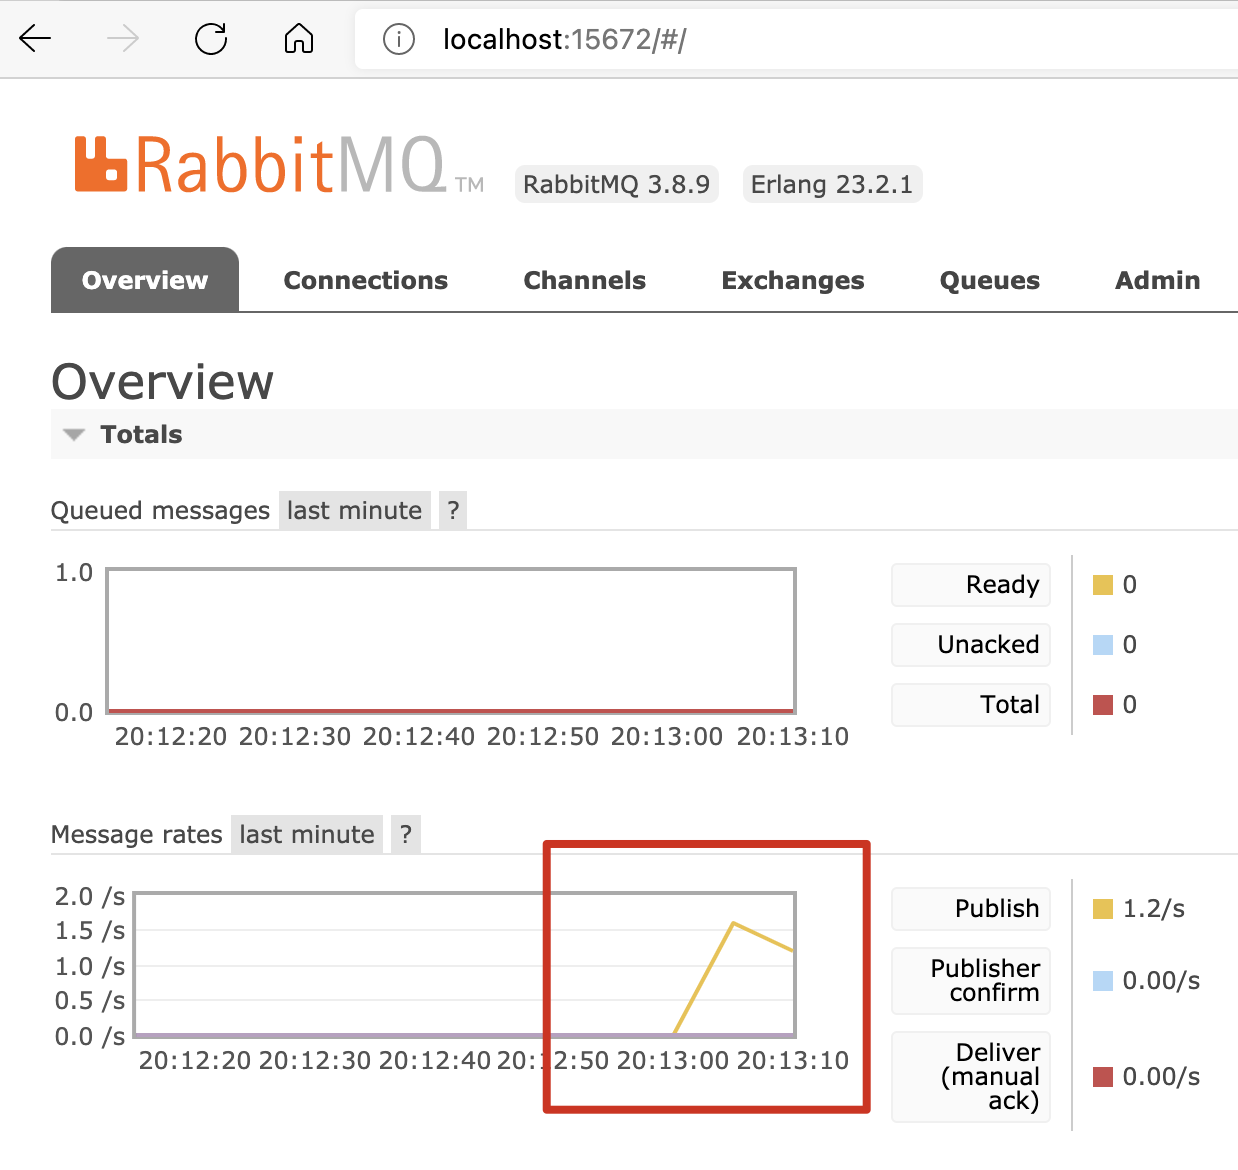 localhost:15672/#/
RabbitMQ TM RabbitMQ 3.8.9 Erlang 23.2.1
Overview Connections Channels Exchanges Queues Admin
Overview
Totals
Queued messages last minute ?
1.0
0.0
20:12:20 20:12:30 20:12:40 20:12:50 20:13:00 20:13:10
Ready 0
Unacked 0
Total 0
Message rates last minute ?
2.0 /s
1.5 /s
1.0 /s
0.5 /s
0.0 /s
20:12:20 20:12:30 20:12:40 20:12:50 20:13:00 20:13:10
Publish 1.2/s
Publisher
confirm 0.00/s
Deliver
(manual 0.00/s
ack)